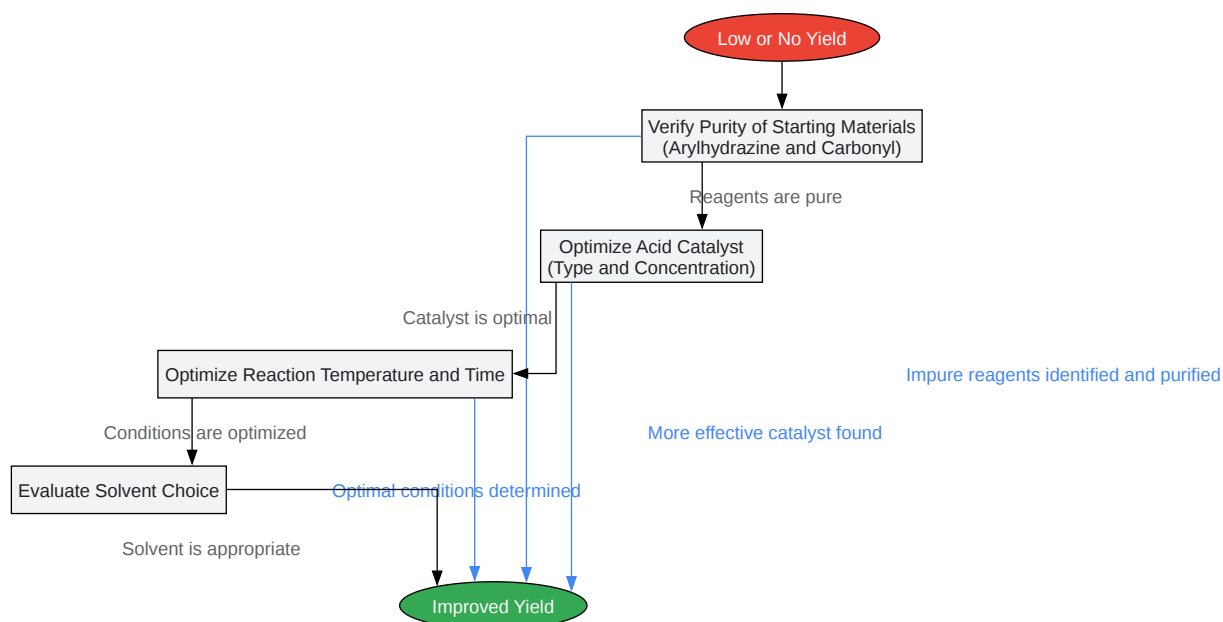 Low or No Yield
Verify Purity of Starting Materials
(Arylhydrazine and Carbonyl)
Reagents are pure
Optimize Acid Catalyst
(Type and Concentration)
Catalyst is optimal
Optimize Reaction Temperature and Time
Impure reagents identified and purified
Conditions are optimized
More effective catalyst found
Evaluate Solvent Choice
Optimal conditions determined
Solvent is appropriate
Improved Yield